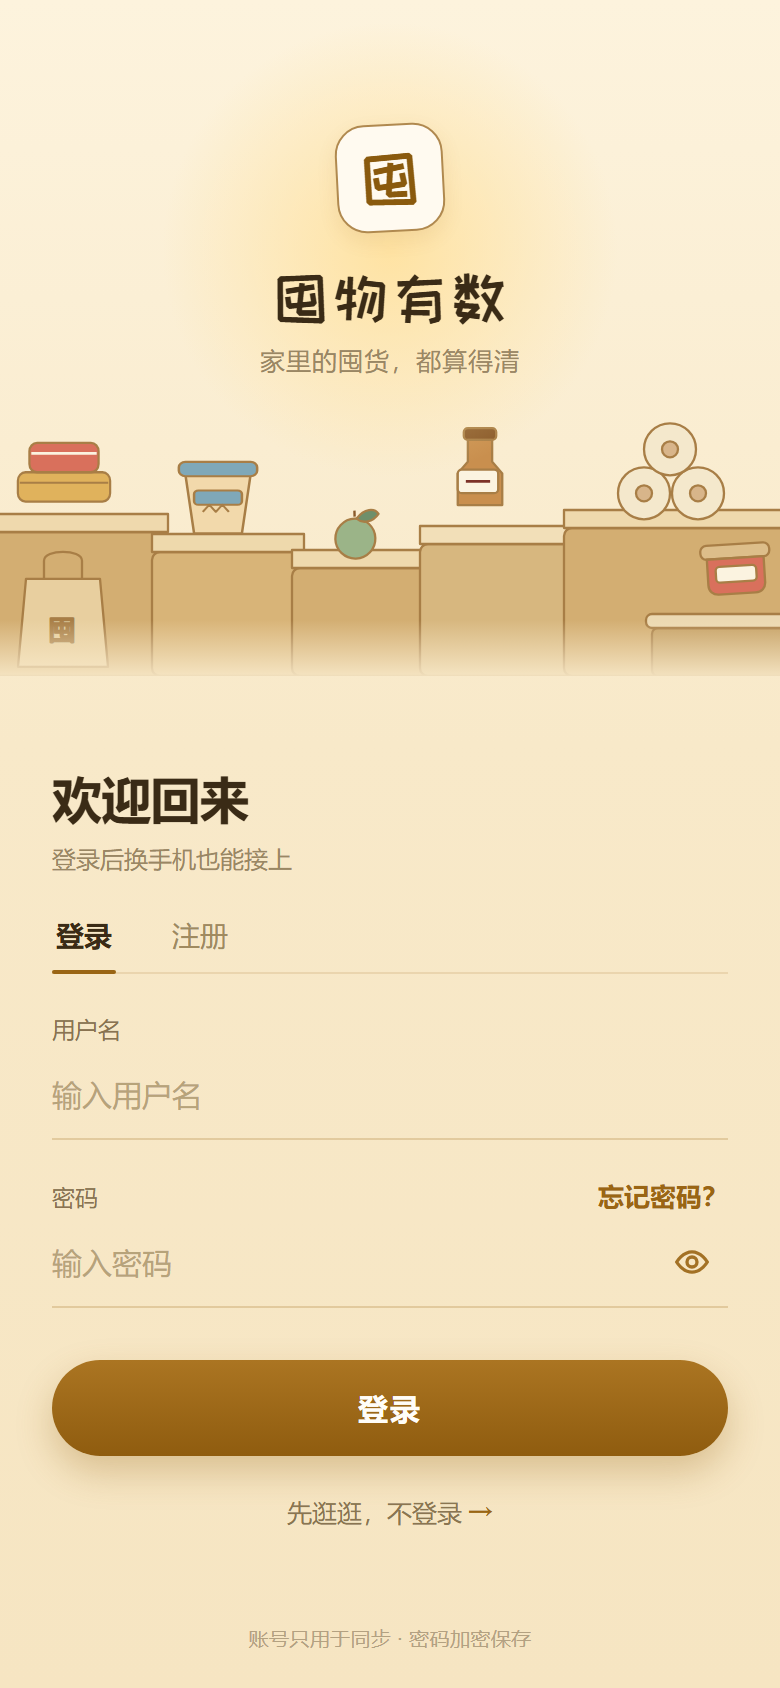 囤
囤物有数
家里的囤货，都算得清
囤
欢迎回来
登录后换手机也能接上
登录 注册
用户名
输入用户名
密码 忘记密码？
输入密码
登录
先逛逛，不登录 →
账号只用于同步 · 密码加密保存